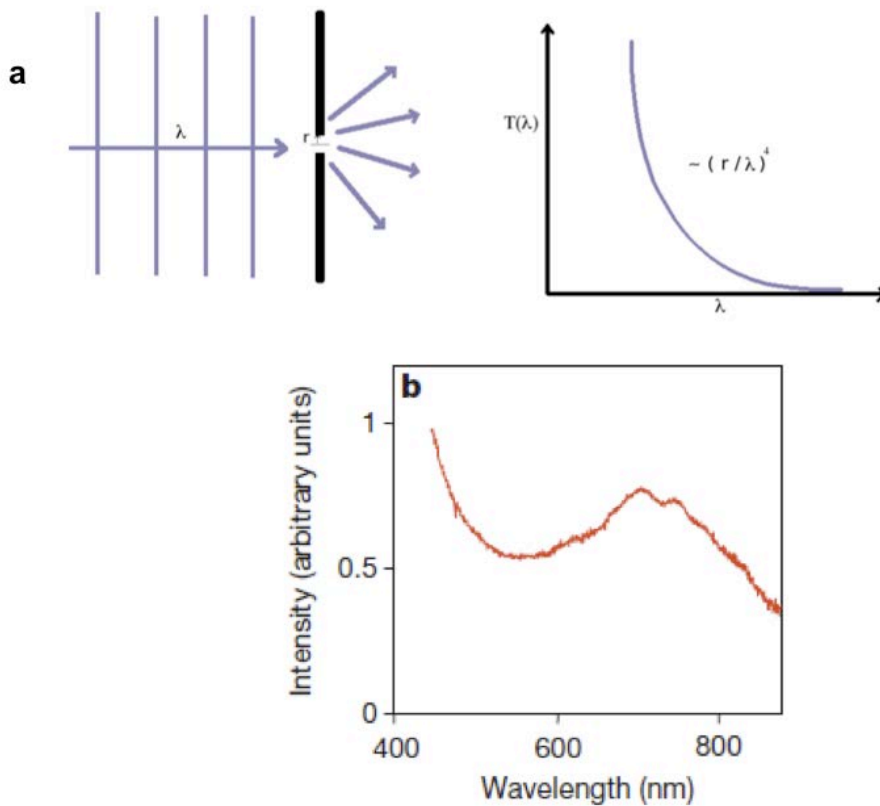 a
λ
r
T(λ)
~ (r/λ)⁴
λ
b
Intensity (arbitrary units)
1
0.5
0
400
600
800
Wavelength (nm)